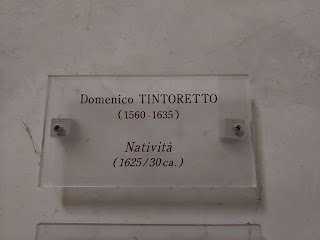 Domenico TINTORETTO
(1560-1635)
Natività
(1625/30 ca.)